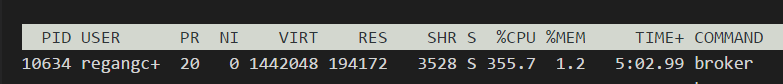 PID USER PR NI VIRT RES SHR S %CPU %MEM TIME+ COMMAND
10634 regangc+ 20 0 1442048 194172 3528 S 355.7 1.2 5:02.99 broker